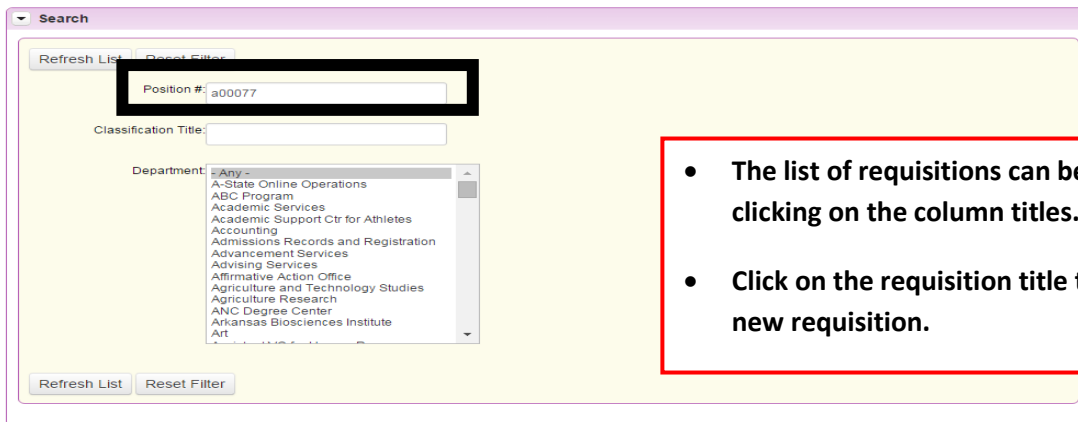 Search
Refresh List Reset Filter
Position #: a00077
Classification Title:
Department: - Any -
A-State Online Operations
ABC Program
Academic Services
Academic Support Ctr for Athletes
Accounting
Admissions Records and Registration
Advancement Services
Advising Services
Affirmative Action Office
Agriculture and Technology Studies
Agriculture Research
ANC Degree Center
Arkansas Biosciences Institute
Art
Refresh List Reset Filter
• The list of requisitions can be
clicking on the column titles.
• Click on the requisition title
new requisition.